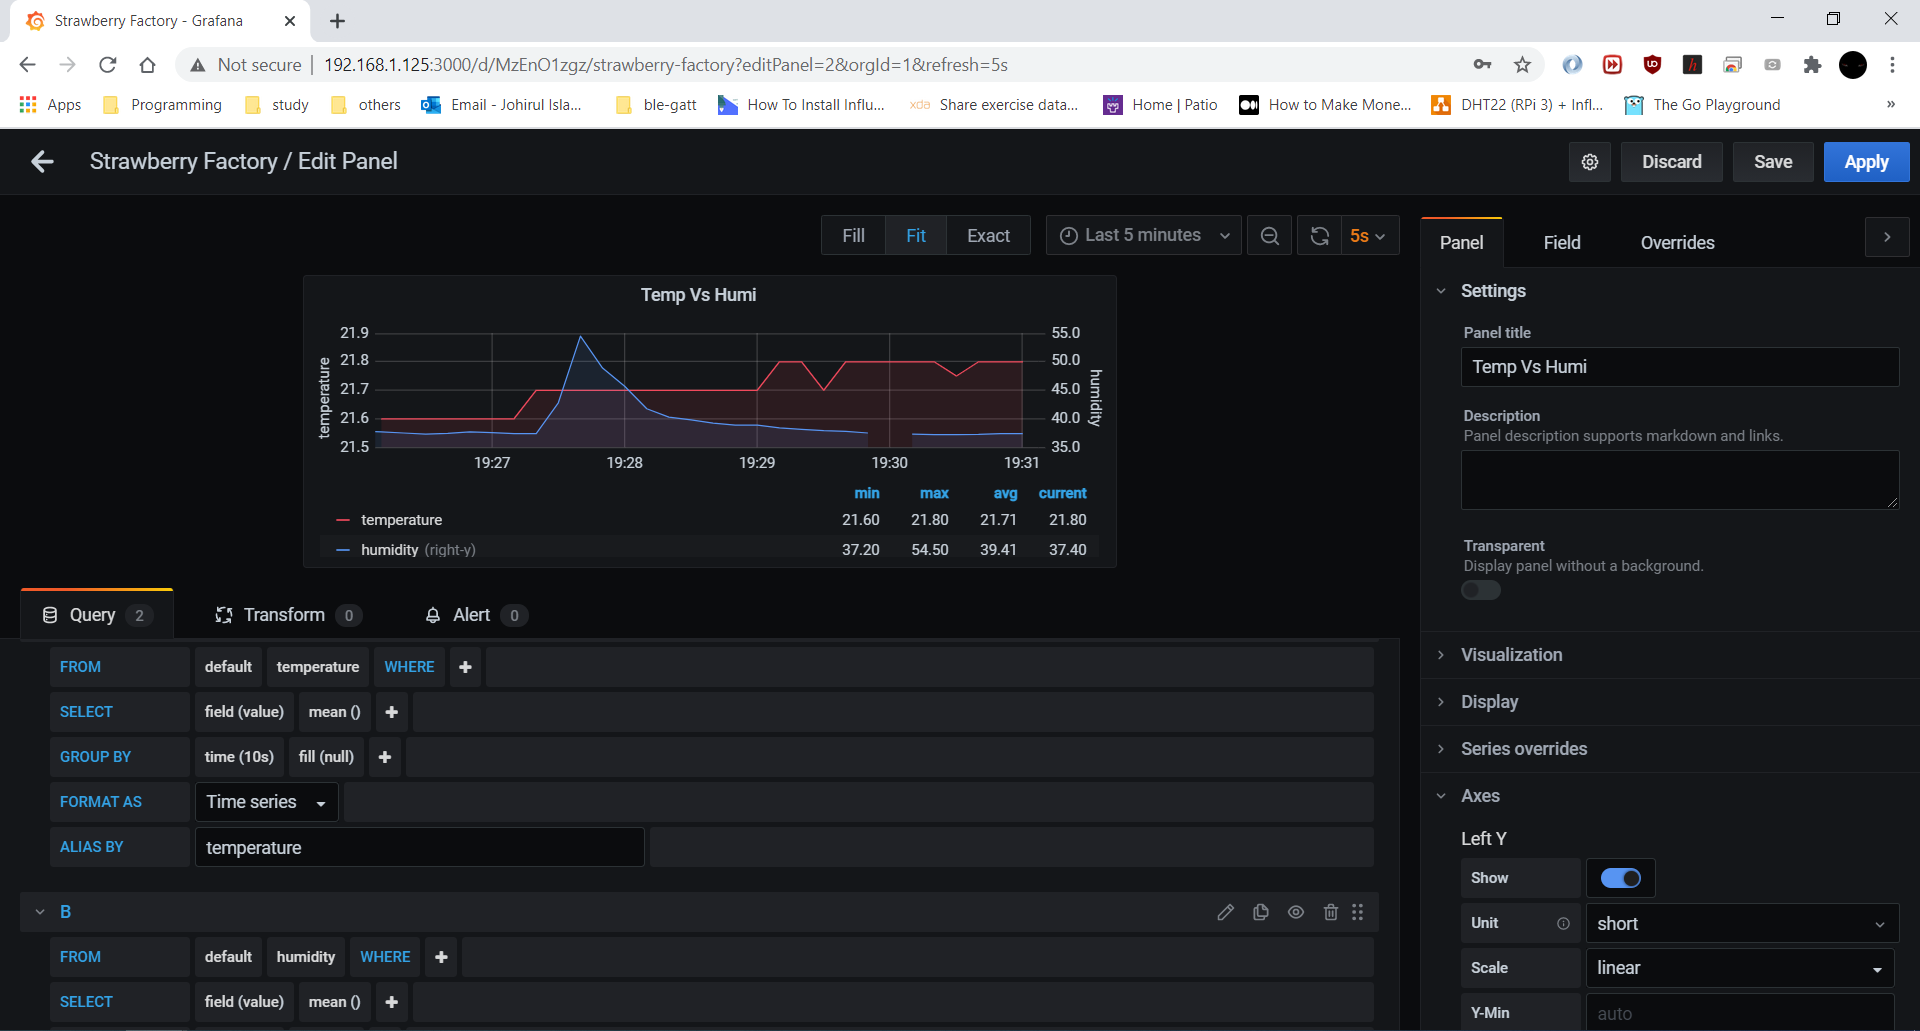 Strawberry Factory - Grafana
Not secure | 192.168.1.125:3000/d/MzEnO1zgz/strawberry-factory?editPanel=2&orgId=1&refresh=5s
Apps Programming study others Email - Johirul Isla... ble-gatt How To Install Influ... xda Share exercise data... Home | Patio How to Make Mone... DHT22 (RPi 3) + Infl... The Go Playground »
Strawberry Factory / Edit Panel
Discard Save Apply
Fill Fit Exact Last 5 minutes 5s
Panel Field Overrides
Temp Vs Humi
temperature
21.9
21.8
21.7
21.6
21.5
55.0
50.0
45.0
40.0
35.0
humidity
19:27 19:28 19:29 19:30 19:31
min max avg current
temperature 21.60 21.80 21.71 21.80
humidity (right-y) 37.20 54.50 39.41 37.40
Query 2 Transform 0 Alert 0
FROM default temperature WHERE +
SELECT field (value) mean () +
GROUP BY time (10s) fill (null) +
FORMAT AS Time series
ALIAS BY temperature
B
FROM default humidity WHERE +
SELECT field (value) mean () +
Settings
Panel title
Temp Vs Humi
Description
Panel description supports markdown and links.
Transparent
Display panel without a background.
Visualization
Display
Series overrides
Axes
Left Y
Show
Unit short
Scale linear
Y-Min auto